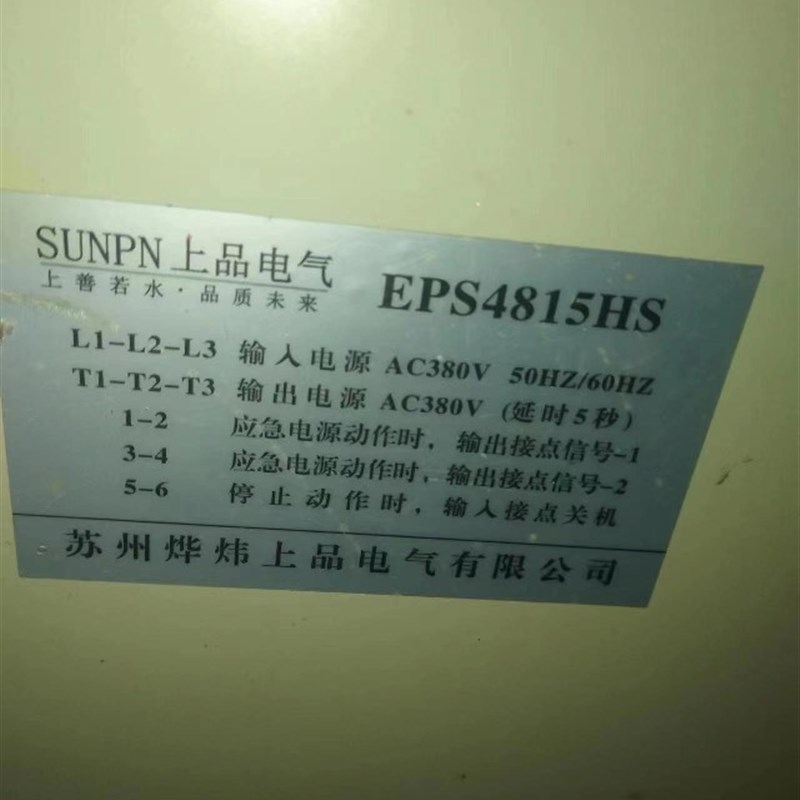 SUNPN 上品电气
上善若水·品质未来
EPS4815HS
L1-L2-L3 输入电源 AC380V 50HZ/60HZ
T1-T2-T3 输出电源 AC380V (延时5秒)
1-2 应急电源动作时，输出接点信号-1
3-4 应急电源动作时，输出接点信号-2
5-6 停止动作时，输入接点关机
苏州烨炜上品电气有限公司